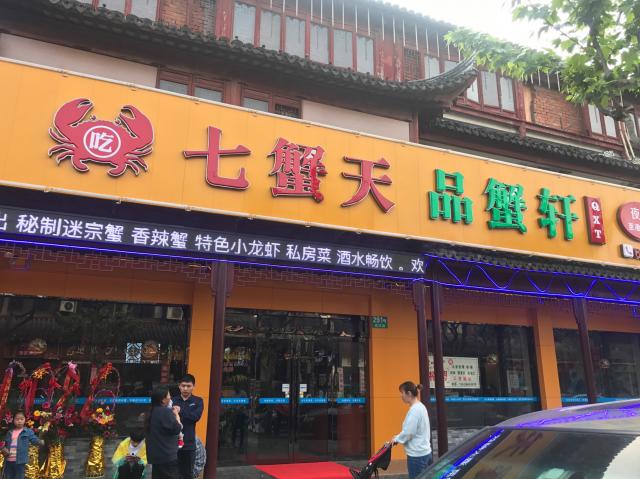 吃
七蟹天 品蟹轩
QXT
夜
秘制迷宗蟹 香辣蟹 特色小龙虾 私房菜 酒水畅饮 。欢